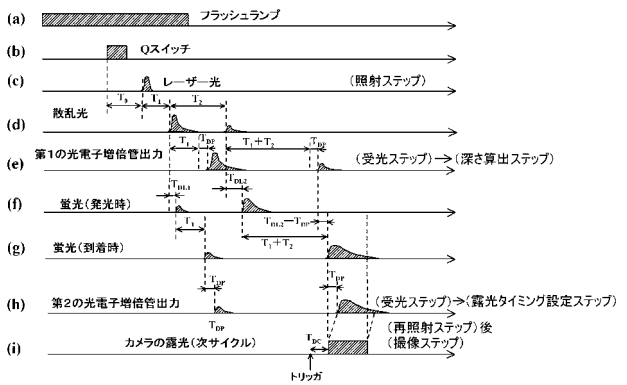 (a) フラッシュランプ
(b) Qスイッチ
(c) レーザー光 (照射ステップ)
T0 T1 T2
(d) 散乱光
T1 TDP T1+T2 TDP
(e) 第1の光電子増倍管出力 (受光ステップ)→(深さ算出ステップ)
TDL1 TDL2
(f) 蛍光(発光時)
T1 TDL2−TDP
T1+T2
(g) 蛍光(到着時)
TDP TDP
(h) 第2の光電子増倍管出力 (受光ステップ)→(露光タイミング設定ステップ)
TDP
(再照射ステップ)後
(i) カメラの露光(次サイクル) TDC (撮像ステップ)
トリッガ